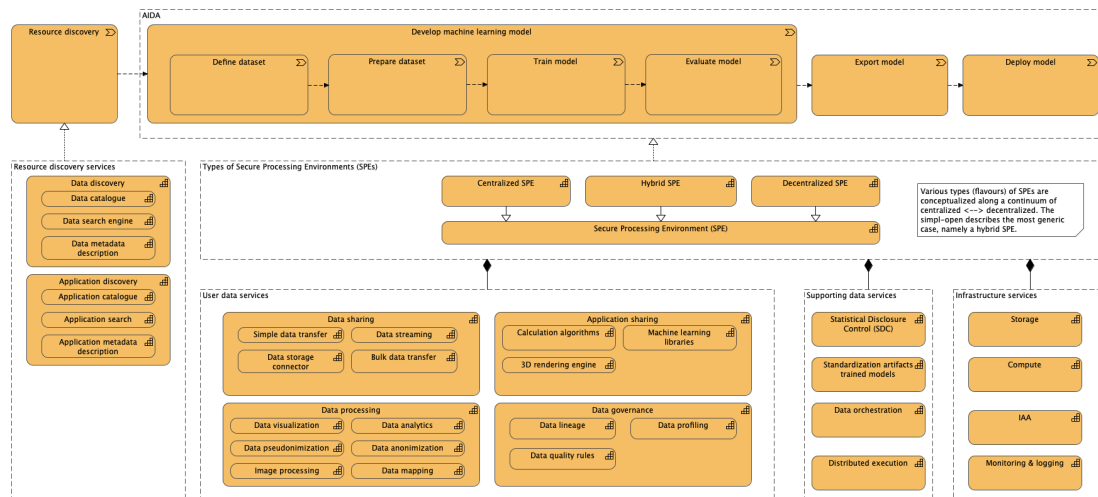 AIDA
Resource discovery
Develop machine learning model
Define dataset
Prepare dataset
Train model
Evaluate model
Export model
Deploy model
Resource discovery services
Data discovery
Data catalogue
Data search engine
Data metadata
description
Application discovery
Application catalogue
Application search
Application metadata
description
Types of Secure Processing Environments (SPEs)
Centralized SPE
Hybrid SPE
Decentralized SPE
Secure Processing Environment (SPE)
Various types (flavours) of SPEs are
conceptualized along a continuum of
centralized <--> decentralized. The
simpl-open describes the most generic
case, namely a hybrid SPE.
User data services
Data sharing
Simple data transfer
Data streaming
Data storage
connector
Bulk data transfer
Application sharing
Calculation algorithms
Machine learning
libraries
3D rendering engine
Data processing
Data visualization
Data analytics
Data pseudonimization
Data anonimization
Image processing
Data mapping
Data governance
Data lineage
Data profiling
Data quality rules
Supporting data services
Statistical Disclosure
Control (SDC)
Standardization artifacts
trained models
Data orchestration
Distributed execution
Infrastructure services
Storage
Compute
IAA
Monitoring & logging